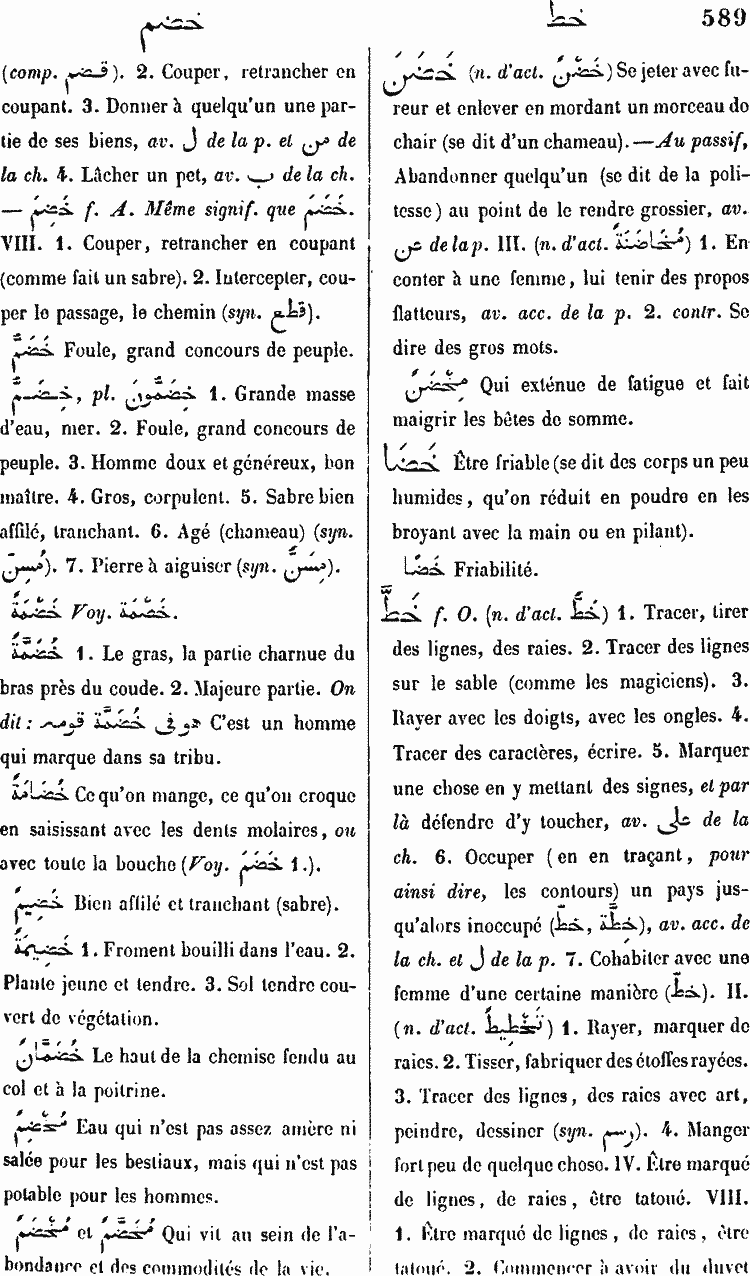 خضم
خط
589
(comp. قضم). 2. Couper, retrancher en
coupant. 3. Donner à quelqu'un une par-
tie de ses biens, av. ل de la p. et من de
la ch. 4. Lâcher un pet, av. ب de la ch.
— خَضِمَ f. A. Même signif. que خَضَمَ.
VIII. 1. Couper, retrancher en coupant
(comme fait un sabre). 2. Intercepter, cou-
per le passage, le chemin (syn. قطع).
خَضَّمٌ Foule, grand concours de peuple.
خِضَمٌّ, pl. خِضَمُّونَ 1. Grande masse
d'eau, mer. 2. Foule, grand concours de
peuple. 3. Homme doux et généreux, bon
maître. 4. Gros, corpulent. 5. Sabre bien
affilé, tranchant. 6. Agé (chameau) (syn.
مُسِنّ). 7. Pierre à aiguiser (syn. مِسَنّ).
خُضُمَّةٌ Voy.
خُضُمَّةٌ 1. Le gras, la partie charnue du
bras près du coude. 2. Majeure partie. On
dit: هو فى خُضُمَّة قومه C'est un homme
qui marque dans sa tribu.
خُضَامَةٌ Ce qu'on mange, ce qu'on croque
en saisissant avec les dents molaires, ou
avec toute la bouche (Voy. خَضَمَ 1.).
خَضِيمٌ Bien affilé et tranchant (sabre).
خَضِيمَةٌ 1. Froment bouilli dans l'eau. 2.
Plante jeune et tendre. 3. Sol tendre cou-
vert de végétation.
خُضُمَّانِ Le haut de la chemise fendu au
col et à la poitrine.
مُخْضِمٌ Eau qui n'est pas assez amère ni
salée pour les bestiaux, mais qui n'est pas
potable pour les hommes.
مُخَضَّمٌ et مُخْضَمٌ Qui vit au sein de l'a-
bondance et des commodités de la vie.
خَضَنَ (n. d'act. خَضْنٌ) Se jeter avec fu-
reur et enlever en mordant un morceau de
chair (se dit d'un chameau). — Au passif,
Abandonner quelqu'un (se dit de la poli-
tesse) au point de le rendre grossier, av.
عن de la p. III. (n. d'act. مُخَاضَنَةٌ) 1. En
conter à une femme, lui tenir des propos
flatteurs, av. acc. de la p. 2. contr. Se
dire des gros mots.
مِخْضَنٌ Qui exténue de fatigue et fait
maigrir les bêtes de somme.
خَضَا Être friable (se dit des corps un peu
humides, qu'on réduit en poudre en les
broyant avec la main ou en pilant).
خَضًا Friabilité.
خَطَّ f. O. (n. d'act. خَطٌّ) 1. Tracer, tirer
des lignes, des raies. 2. Tracer des lignes
sur le sable (comme les magiciens). 3.
Rayer avec les doigts, avec les ongles. 4.
Tracer des caractères, écrire. 5. Marquer
une chose en y mettant des signes, et par
là défendre d'y toucher, av. على de la
ch. 6. Occuper (en en traçant, pour
ainsi dire, les contours) un pays jus-
qu'alors inoccupé (خطّ, خِطَّة), av. acc. de
la ch. et ل de la p. 7. Cohabiter avec une
femme d'une certaine manière (خطّ). II.
(n. d'act. تَخْطِيطٌ) 1. Rayer, marquer de
raies. 2. Tisser, fabriquer des étoffes rayées.
3. Tracer des lignes, des raies avec art,
peindre, dessiner (syn. رسم). 4. Manger
fort peu de quelque chose. IV. Être marqué
de lignes, de raies, être tatoué. VIII.
1. Être marqué de lignes, de raies, être
tatoué. 2. Commencer à avoir du duvet